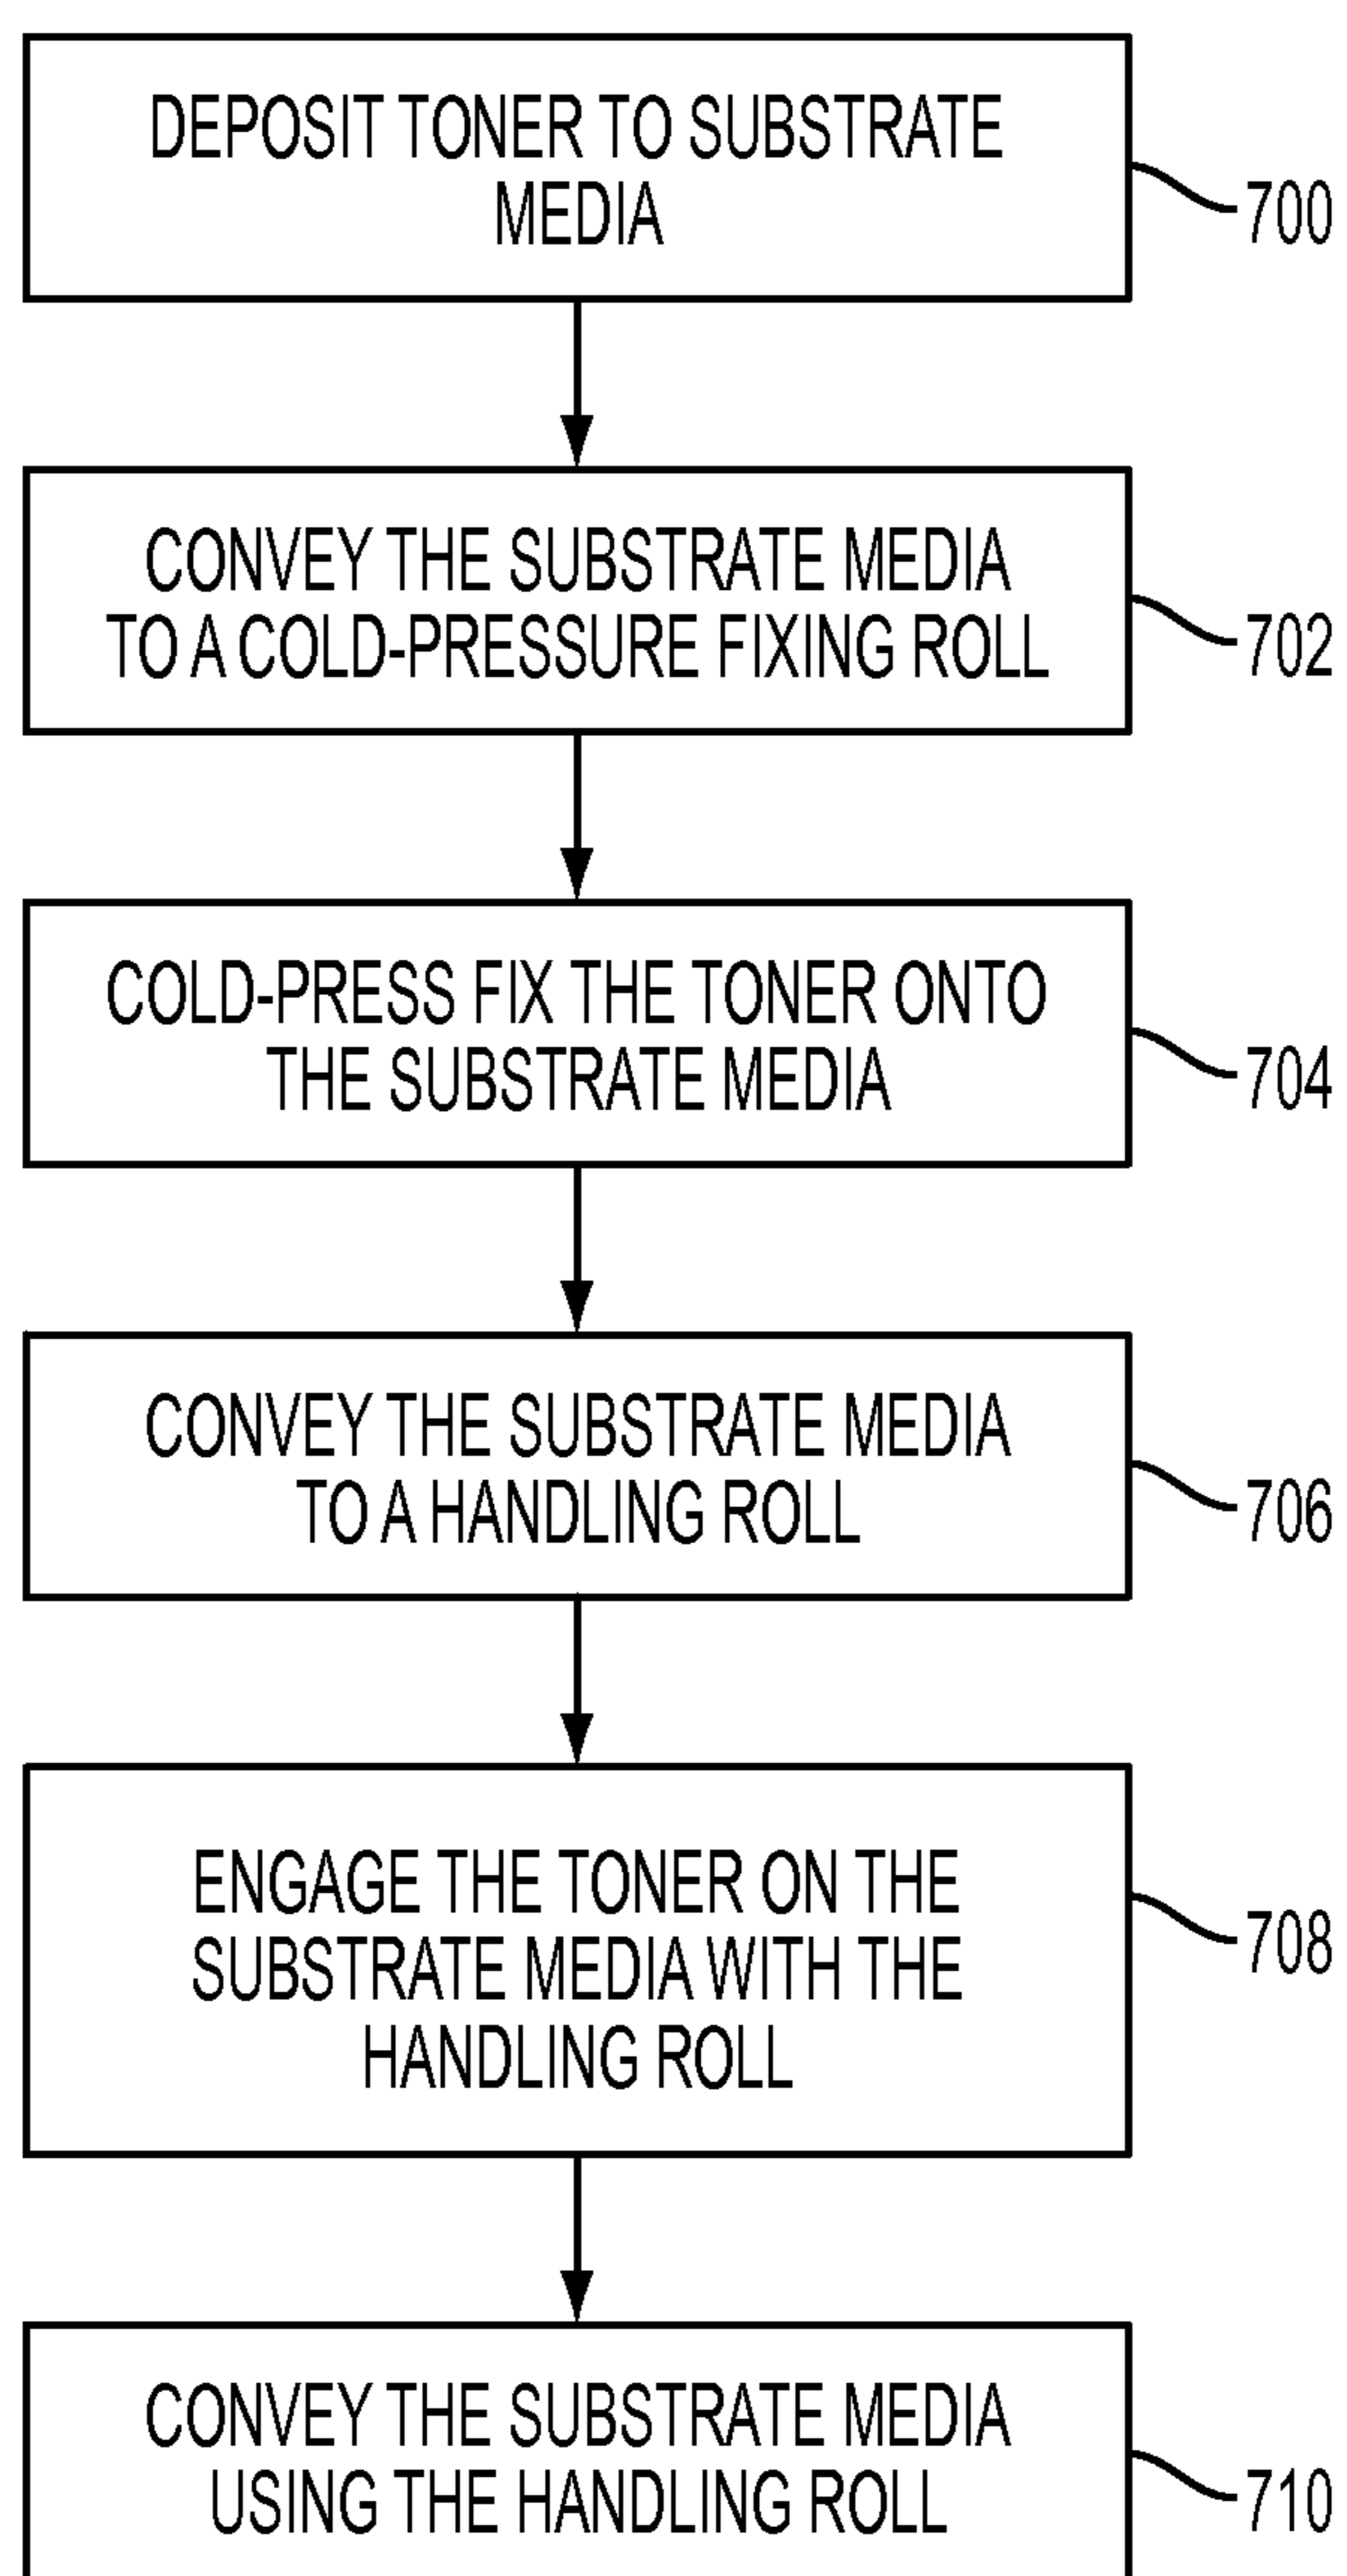 DEPOSIT TONER TO SUBSTRATE
MEDIA
700
CONVEY THE SUBSTRATE MEDIA
TO A COLD-PRESSURE FIXING ROLL
702
COLD-PRESS FIX THE TONER ONTO
THE SUBSTRATE MEDIA
704
CONVEY THE SUBSTRATE MEDIA
TO A HANDLING ROLL
706
ENGAGE THE TONER ON THE
SUBSTRATE MEDIA WITH THE
HANDLING ROLL
708
CONVEY THE SUBSTRATE MEDIA
USING THE HANDLING ROLL
710